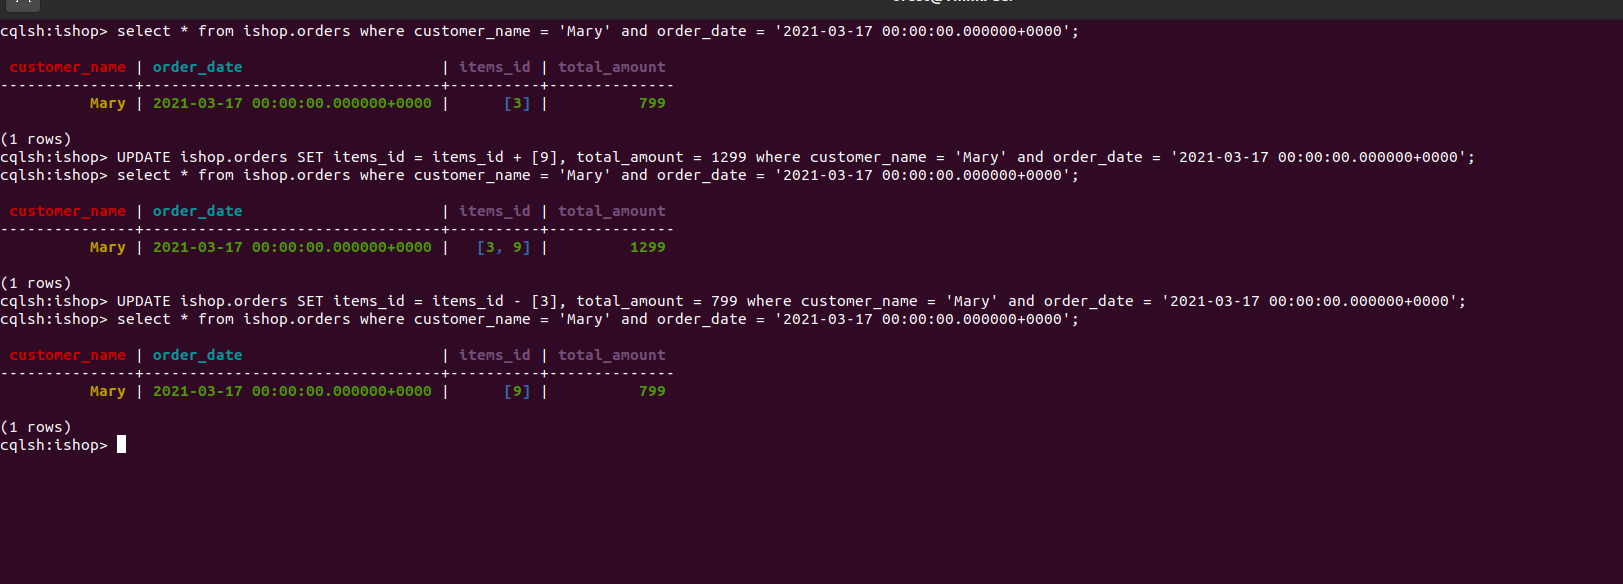 cqlsh:ishop> select * from ishop.orders where customer_name = 'Mary' and order_date = '2021-03-17 00:00:00.000000+0000';
 customer_name | order_date                      | items_id | total_amount
---------------+---------------------------------+----------+--------------
          Mary | 2021-03-17 00:00:00.000000+0000 |      [3] |          799
(1 rows)
cqlsh:ishop> UPDATE ishop.orders SET items_id = items_id + [9], total_amount = 1299 where customer_name = 'Mary' and order_date = '2021-03-17 00:00:00.000000+0000';
cqlsh:ishop> select * from ishop.orders where customer_name = 'Mary' and order_date = '2021-03-17 00:00:00.000000+0000';
 customer_name | order_date                      | items_id | total_amount
---------------+---------------------------------+----------+--------------
          Mary | 2021-03-17 00:00:00.000000+0000 |   [3, 9] |         1299
(1 rows)
cqlsh:ishop> UPDATE ishop.orders SET items_id = items_id - [3], total_amount = 799 where customer_name = 'Mary' and order_date = '2021-03-17 00:00:00.000000+0000';
cqlsh:ishop> select * from ishop.orders where customer_name = 'Mary' and order_date = '2021-03-17 00:00:00.000000+0000';
 customer_name | order_date                      | items_id | total_amount
---------------+---------------------------------+----------+--------------
          Mary | 2021-03-17 00:00:00.000000+0000 |      [9] |          799
(1 rows)
cqlsh:ishop>